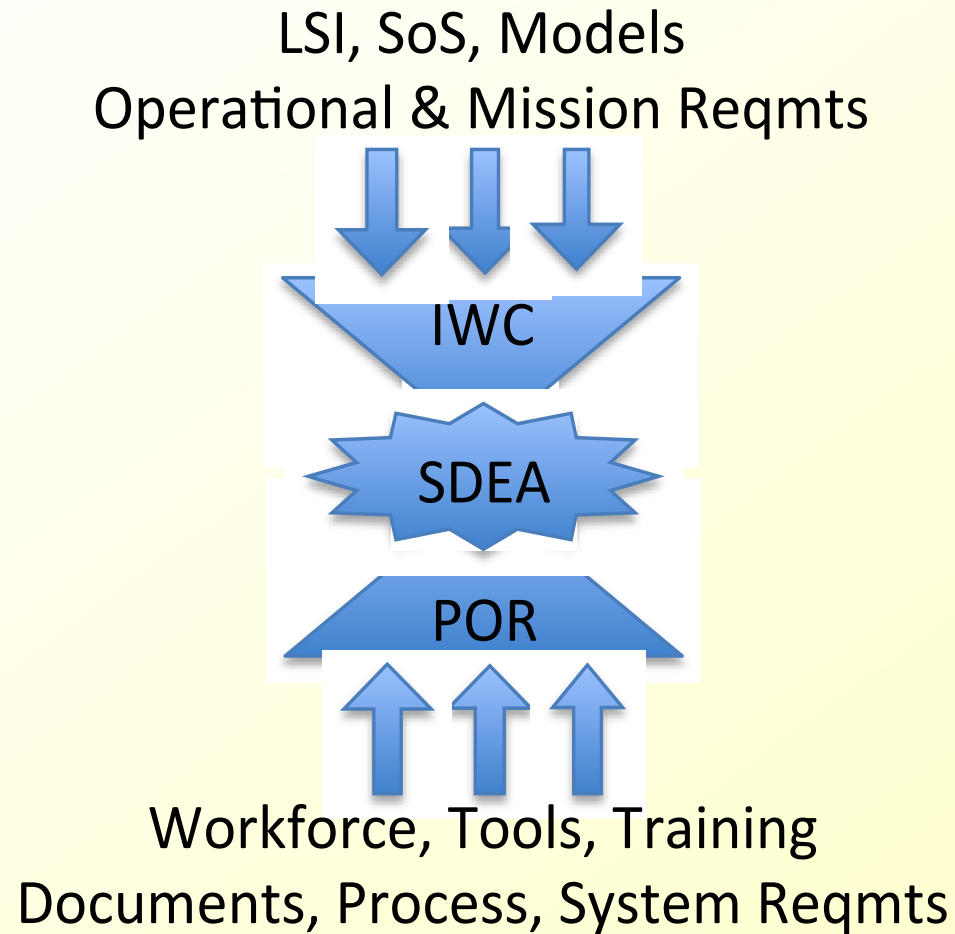 LSI, SoS, Models
Operational & Mission Reqmts
IWC
SDEA
POR
Workforce, Tools, Training
Documents, Process, System Reqmts